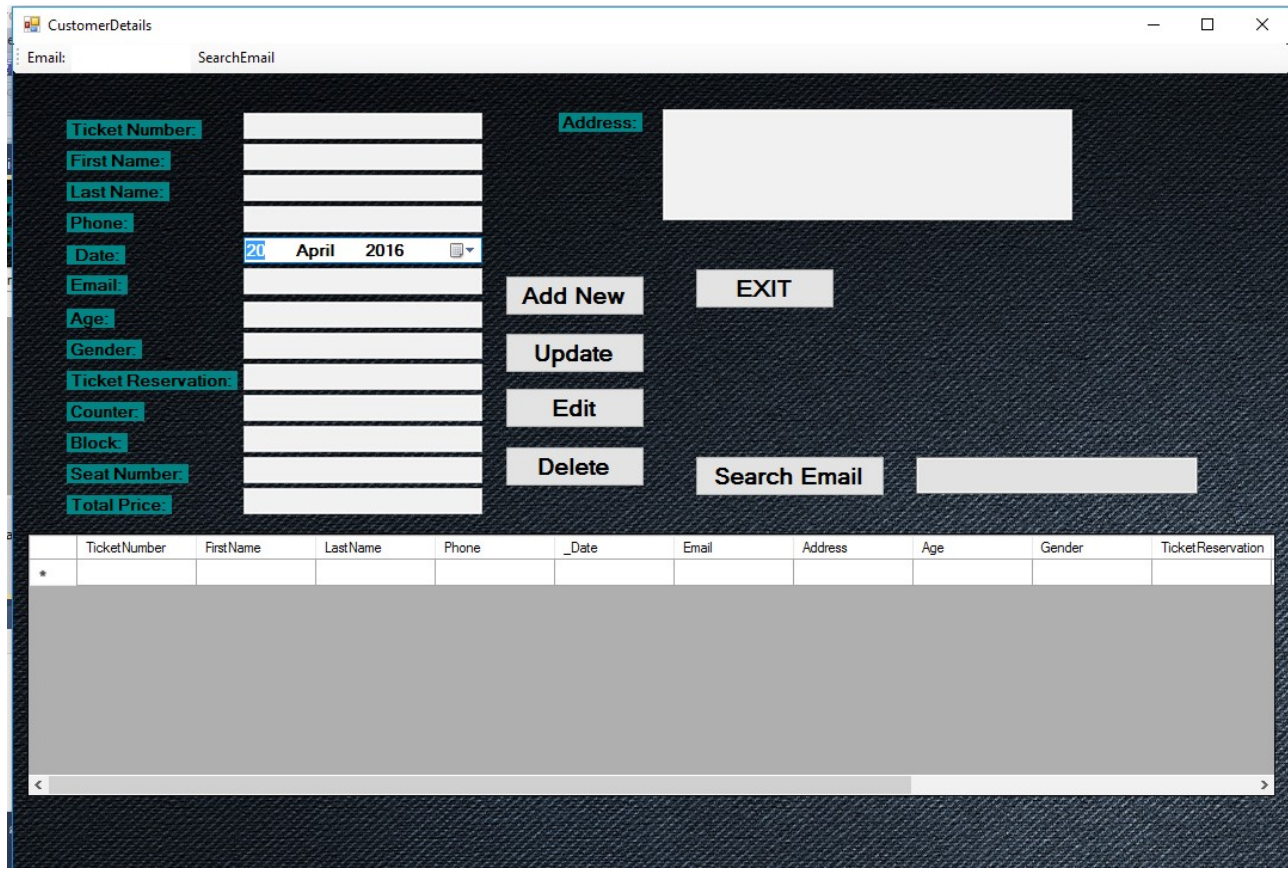 CustomerDetails
Email: SearchEmail
Ticket Number:
First Name:
Last Name:
Phone:
Date: 20 April 2016
Email:
Age:
Gender:
Ticket Reservation:
Counter:
Block:
Seat Number:
Total Price:
Address:
Add New
Update
Edit
Delete
EXIT
Search Email
TicketNumber FirstName LastName Phone _Date Email Address Age Gender TicketReservation
*